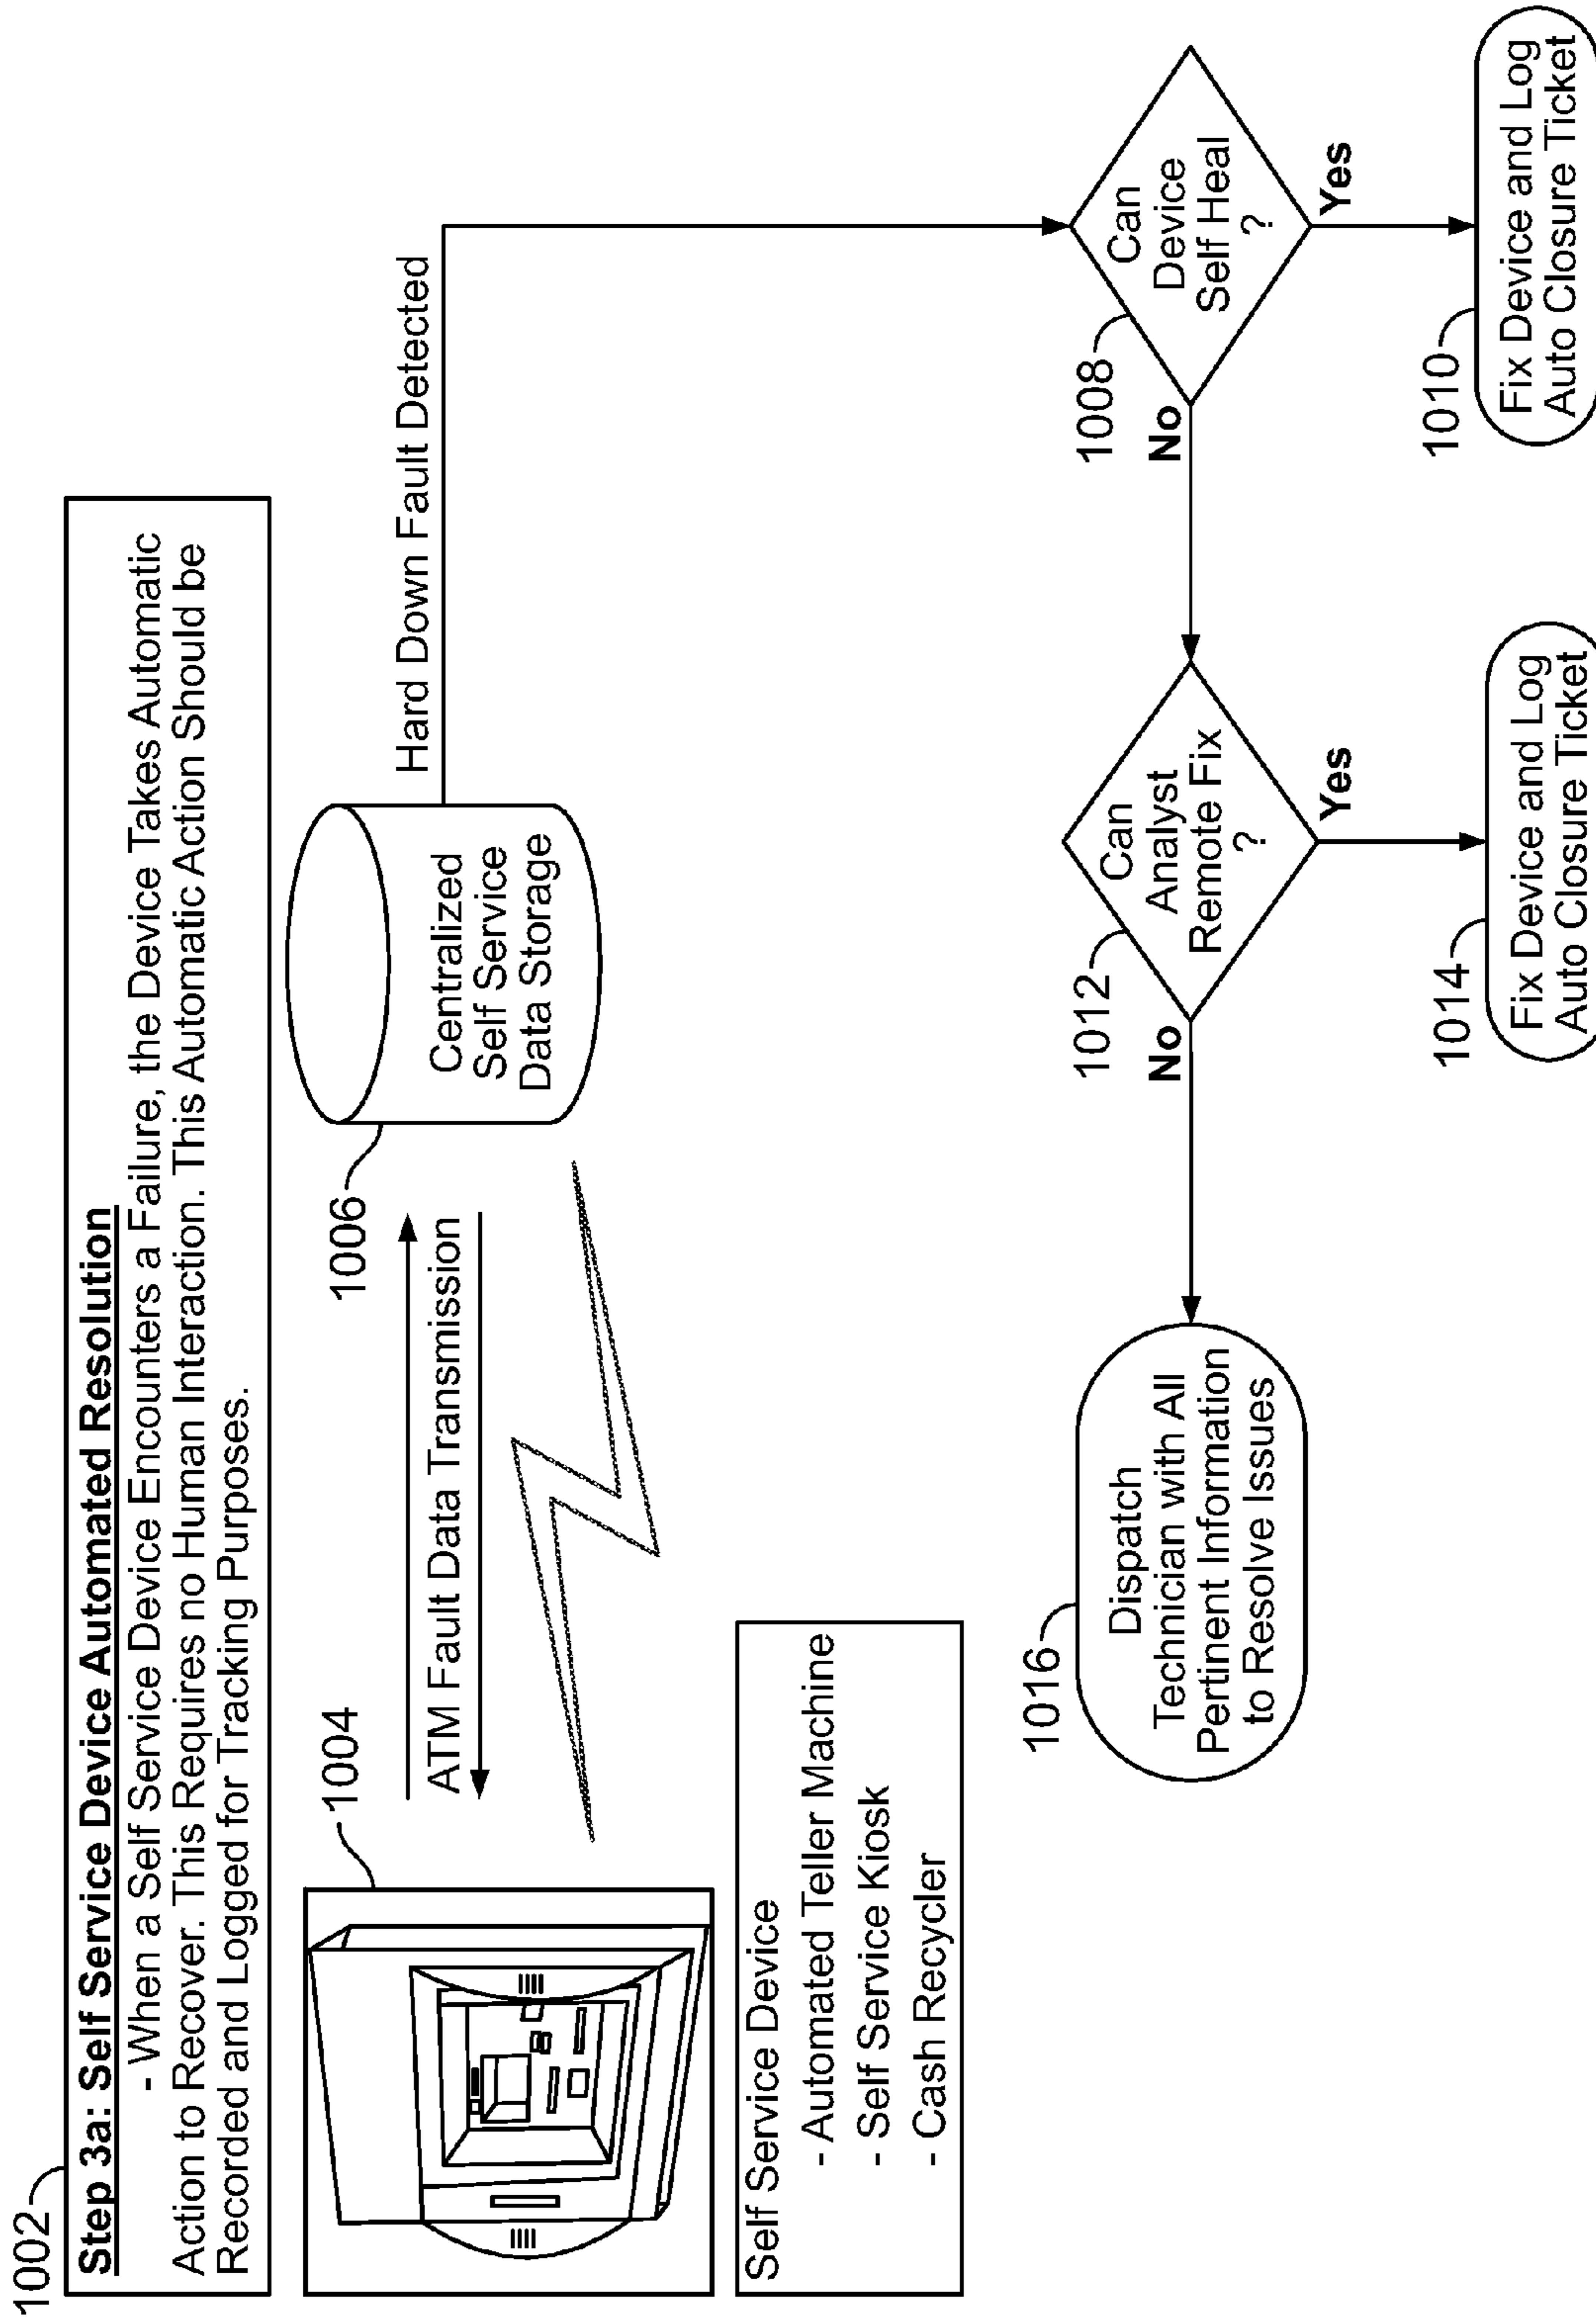 1002
Step 3a: Self Service Device Automated Resolution
- When a Self Service Device Encounters a Failure, the Device Takes Automatic
Action to Recover. This Requires no Human Interaction. This Automatic Action Should be
Recorded and Logged for Tracking Purposes.
1004
ATM Fault Data Transmission
1006
Centralized
Self Service
Data Storage
Hard Down Fault Detected
Self Service Device
- Automated Teller Machine
- Self Service Kiosk
- Cash Recycler
1008
Can
Device
Self Heal
?
No
Yes
1010
Fix Device and Log
Auto Closure Ticket
1012
Can
Analyst
Remote Fix
?
No
Yes
1014
Fix Device and Log
Auto Closure Ticket
1016
Dispatch
Technician with All
Pertinent Information
to Resolve Issues